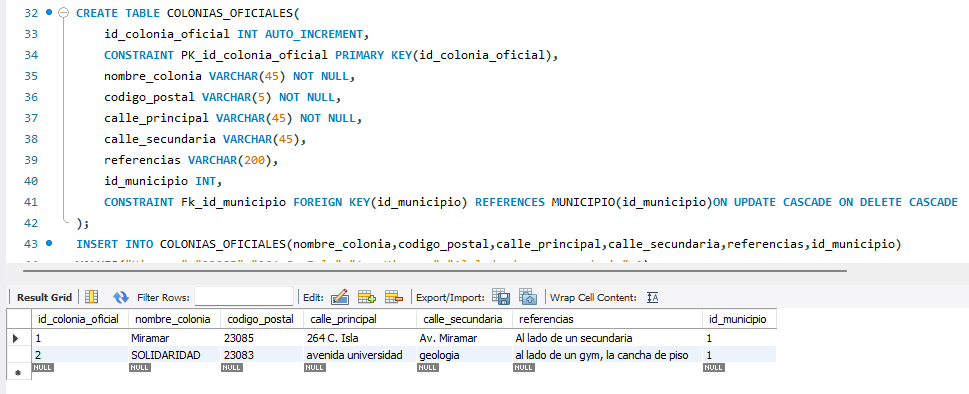 32 CREATE TABLE COLONIAS_OFICIALES(
33 id_colonia_oficial INT AUTO_INCREMENT,
34 CONSTRAINT PK_id_colonia_oficial PRIMARY KEY(id_colonia_oficial),
35 nombre_colonia VARCHAR(45) NOT NULL,
36 codigo_postal VARCHAR(5) NOT NULL,
37 calle_principal VARCHAR(45) NOT NULL,
38 calle_secundaria VARCHAR(45),
39 referencias VARCHAR(200),
40 id_municipio INT,
41 CONSTRAINT Fk_id_municipio FOREIGN KEY(id_municipio) REFERENCES MUNICIPIO(id_municipio)ON UPDATE CASCADE ON DELETE CASCADE
42 );
43 INSERT INTO COLONIAS_OFICIALES(nombre_colonia,codigo_postal,calle_principal,calle_secundaria,referencias,id_municipio)
Result Grid Filter Rows: Edit: Export/Import: Wrap Cell Content: IA
id_colonia_oficial nombre_colonia codigo_postal calle_principal calle_secundaria referencias id_municipio
1 Miramar 23085 264 C. Isla Av. Miramar Al lado de un secundaria 1
2 SOLIDARIDAD 23083 avenida universidad geologia al lado de un gym, la cancha de piso 1
NULL NULL NULL NULL NULL NULL NULL